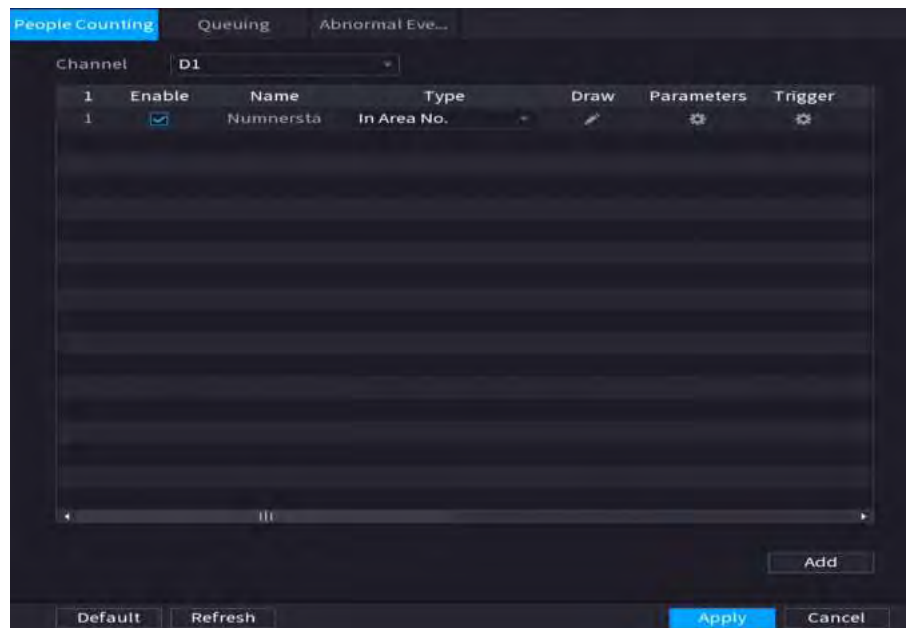 People Counting Queuing Abnormal Eve...
Channel D1
1 Enable Name Type Draw Parameters Trigger
1 Numnersta In Area No.
Add
Default Refresh Apply Cancel